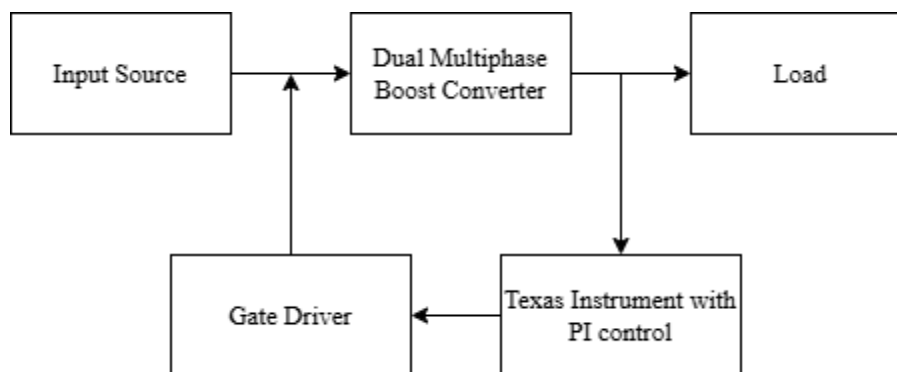 Input Source
Dual Multiphase
Boost Converter
Load
Gate Driver
Texas Instrument with
PI control